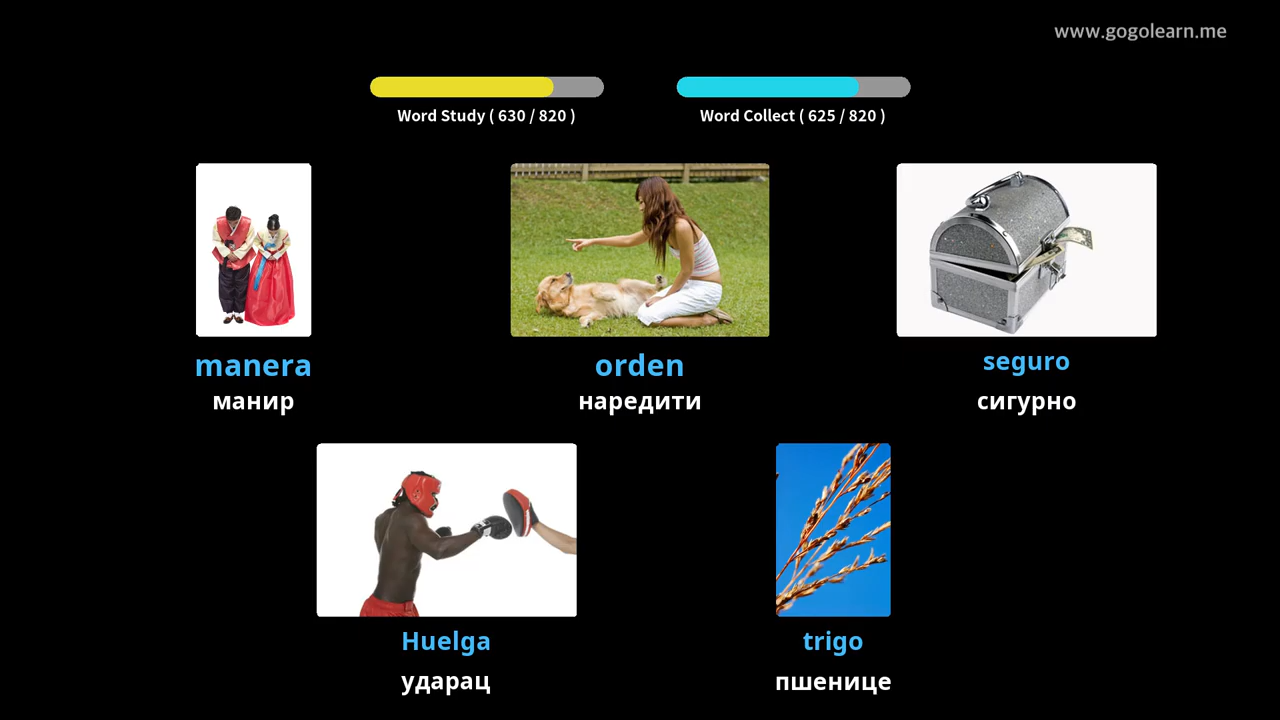 www.gogolearn.me
Word Study ( 630 / 820 )
Word Collect ( 625 / 820 )
manera
манир
orden
наредити
seguro
сигурно
Huelga
ударац
trigo
пшенице